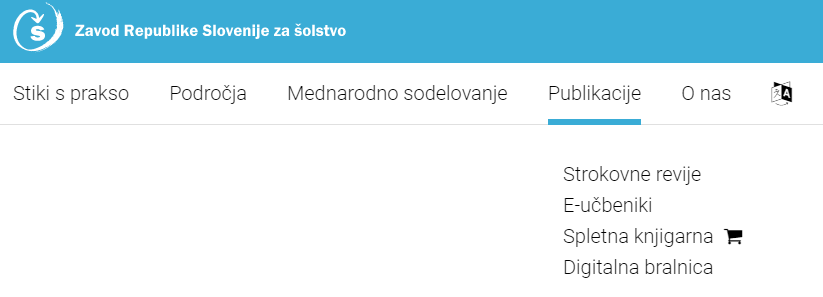 š
Zavod Republike Slovenije za šolstvo
Stiki s prakso Področja Mednarodno sodelovanje Publikacije O nas
Strokovne revije
E-učbeniki
Spletna knjigarna
Digitalna bralnica